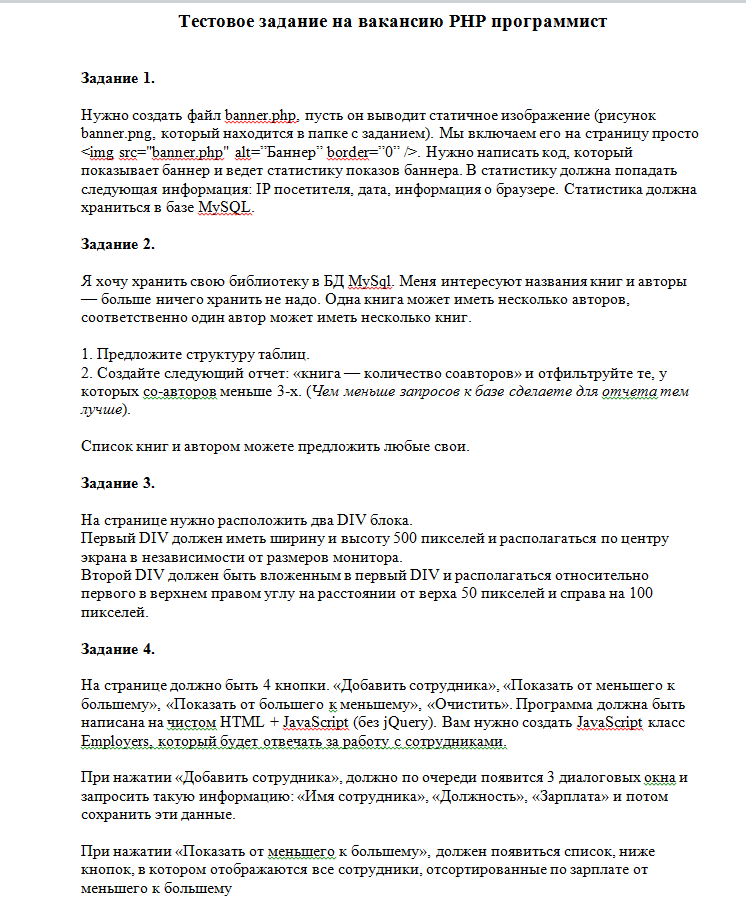 Тестовое задание на вакансию PHP программист
Задание 1.
Нужно создать файл banner.php, пусть он выводит статичное изображение (рисунок
banner.png, который находится в папке с заданием). Мы включаем его на страницу просто
<img src="banner.php" alt="Баннер” border=”0” />. Нужно написать код, который
показывает баннер и ведет статистику показов баннера. В статистику должна попадать
следующая информация: IP посетителя, дата, информация о браузере. Статистика должна
храниться в базе MySQL.
Задание 2.
Я хочу хранить свою библиотеку в БД MySql. Меня интересуют названия книг и авторы
— больше ничего хранить не надо. Одна книга может иметь несколько авторов,
соответственно один автор может иметь несколько книг.
1. Предложите структуру таблиц.
2. Создайте следующий отчет: «книга — количество соавторов» и отфильтруйте те, у
которых со-авторов меньше 3-х. (Чем меньше запросов к базе сделаете для отчета тем
лучше).
Список книг и автором можете предложить любые свои.
Задание 3.
На странице нужно расположить два DIV блока.
Первый DIV должен иметь ширину и высоту 500 пикселей и располагаться по центру
экрана в независимости от размеров монитора.
Второй DIV должен быть вложенным в первый DIV и располагаться относительно
первого в верхнем правом углу на расстоянии от верха 50 пикселей и справа на 100
пикселей.
Задание 4.
На странице должно быть 4 кнопки. «Добавить сотрудника», «Показать от меньшего к
большему», «Показать от большего к меньшему», «Очистить». Программа должна быть
написана на чистом HTML + JavaScript (без jQuery). Вам нужно создать JavaScript класс
Employers, который будет отвечать за работу с сотрудниками.
При нажатии «Добавить сотрудника», должно по очереди появится 3 диалоговых окна и
запросить такую информацию: «Имя сотрудника», «Должность», «Зарплата» и потом
сохранить эти данные.
При нажатии «Показать от меньшего к большему», должен появиться список, ниже
кнопок, в котором отображаются все сотрудники, отсортированные по зарплате от
меньшего к большему